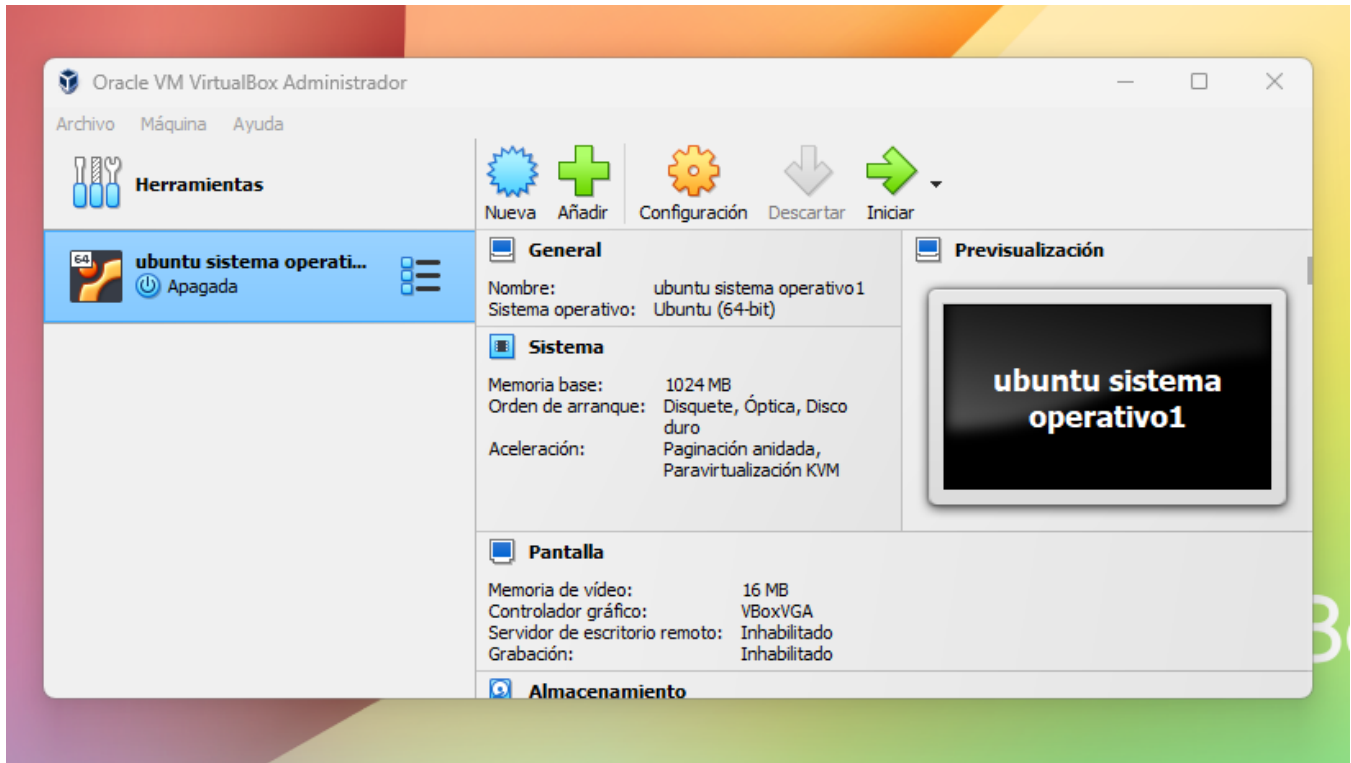 Oracle VM VirtualBox Administrador
Archivo Máquina Ayuda
Herramientas
Nueva Añadir Configuración Descartar Iniciar
64
ubuntu sistema operati...
Apagada
General
Nombre: ubuntu sistema operativo1
Sistema operativo: Ubuntu (64-bit)
Sistema
Memoria base: 1024 MB
Orden de arranque: Disquete, Óptica, Disco
duro
Aceleración: Paginación anidada,
Paravirtualización KVM
Previsualización
ubuntu sistema
operativo1
Pantalla
Memoria de vídeo: 16 MB
Controlador gráfico: VBoxVGA
Servidor de escritorio remoto: Inhabilitado
Grabación: Inhabilitado
Almacenamiento